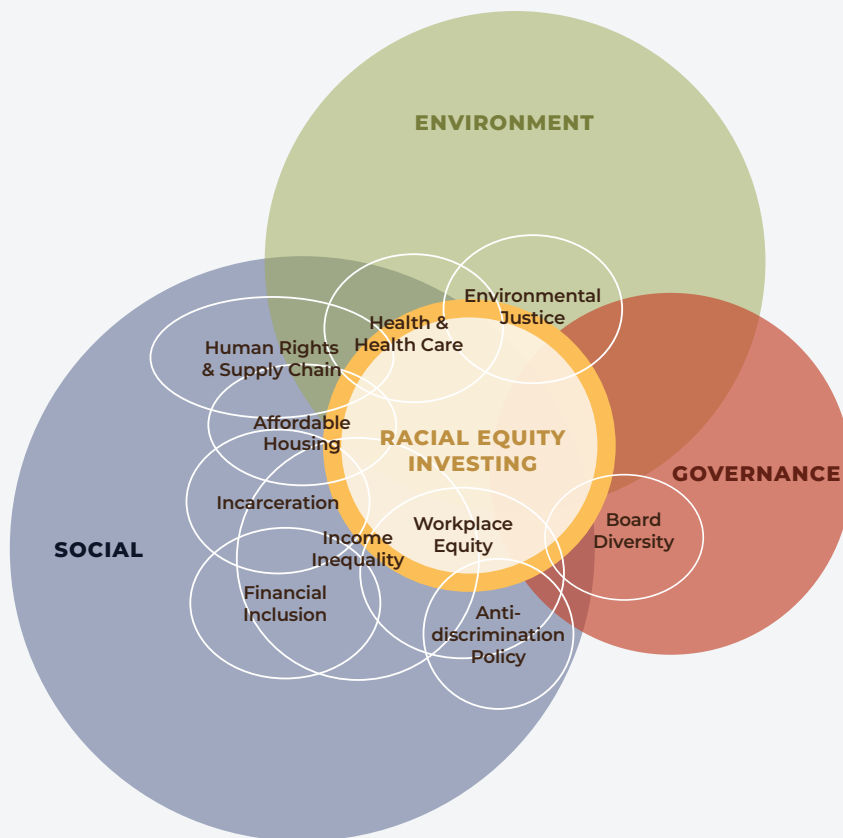 ENVIRONMENT
Environmental
Justice
Health &
Health Care
Human Rights
& Supply Chain
Affordable
Housing
RACIAL EQUITY
INVESTING
GOVERNANCE
Incarceration
Workplace
Equity
Board
Diversity
SOCIAL
Income
Inequality
Financial
Inclusion
Anti-
discrimination
Policy